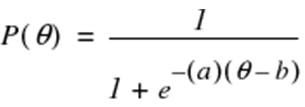 P(θ) = 1 / (1 + e^{–(a)(θ – b)})